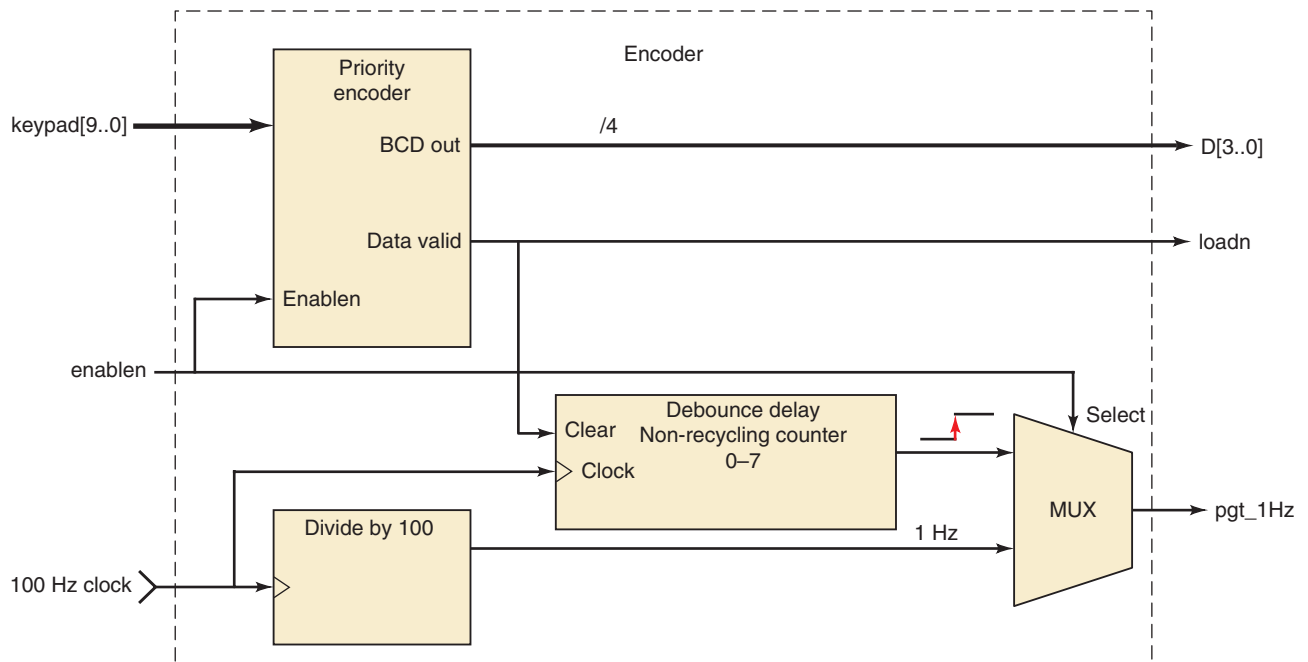 Encoder
Priority
encoder
keypad[9..0]
BCD out
/4
D[3..0]
Data valid
loadn
Enablen
enablen
Select
Debounce delay
Non-recycling counter
0–7
Clear
Clock
MUX
pgt_1Hz
Divide by 100
1 Hz
100 Hz clock